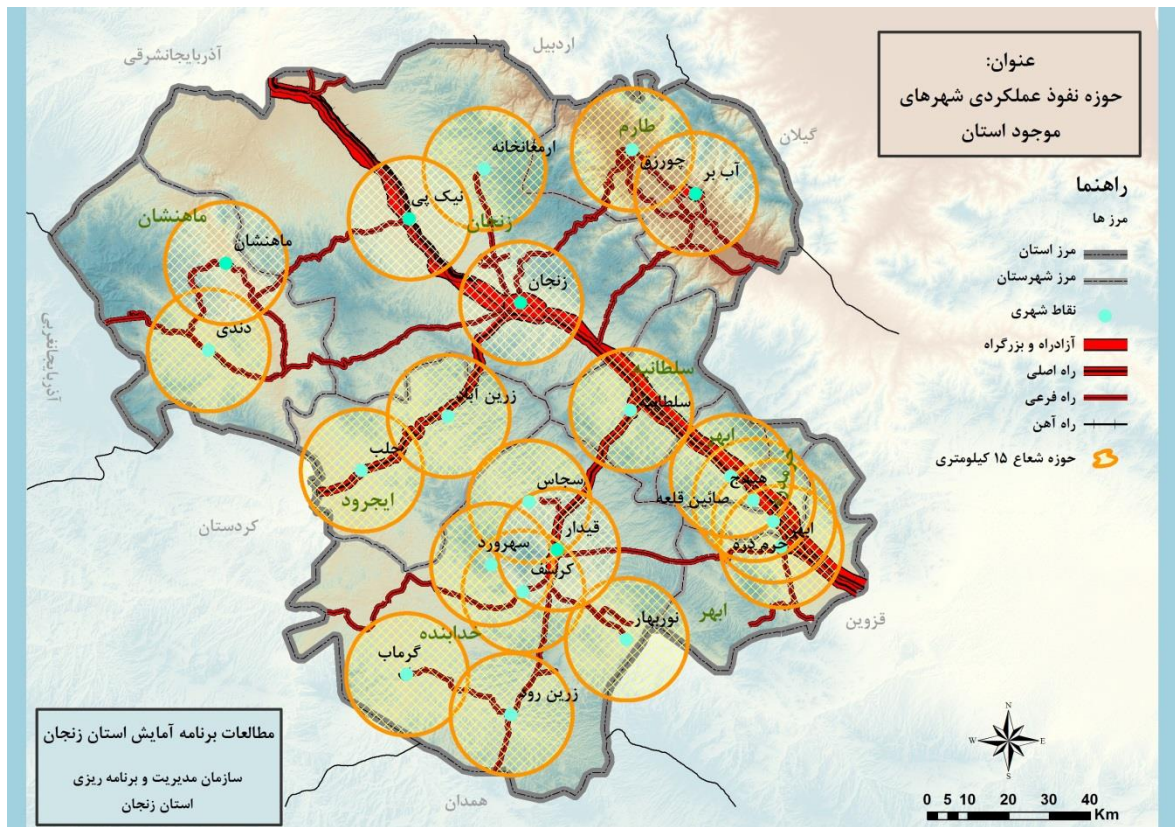 عنوان:
حوزه نفوذ عملکردی شهرهای
موجود استان
راهنما
مرز ها
مرز استان
مرز شهرستان
نقاط شهری
آزادراه و بزرگراه
راه اصلی
راه فرعی
راه آهن
حوزه شعاع ۱۵ کیلومتری
آذربایجانشرقی
اردبیل
گیلان
طارم
ارمغانخانه
چورزق
آب بر
نیک پی
زنجان
ماهنشان
ماهنشان
زنجان
دندی
آذربایجانغربی
سلطانیه
سلطانیه
زرین آباد
ابهر
حلب
هیدج
سجاس
صائین قلعه
ایجرود
ابهر
کردستان
قیدار
خرم دره
سهرورد
کرسف
نوربهار
ابهر
قزوین
خدابنده
گرماب
زرین رود
همدان
مطالعات برنامه آمایش استان زنجان
سازمان مدیریت و برنامه ریزی
استان زنجان
N
W
E
S
0 5 10 20 30 40
Km